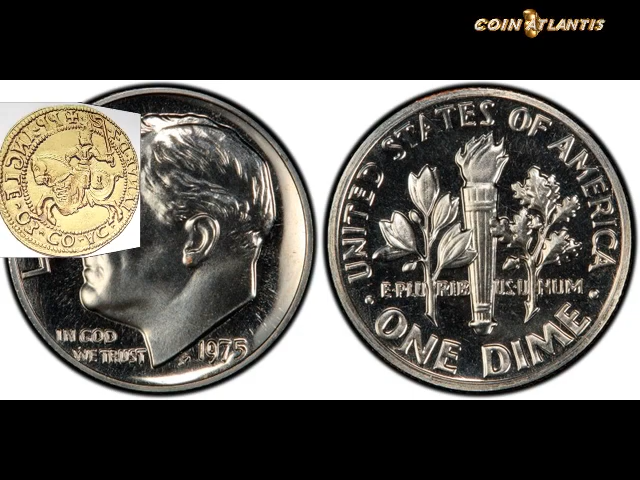 COIN ATLANTIS
L
IN GOD
WE TRUST
1975
UNITED STATES OF AMERICA
E PLURIBUS UNUM
ONE DIME